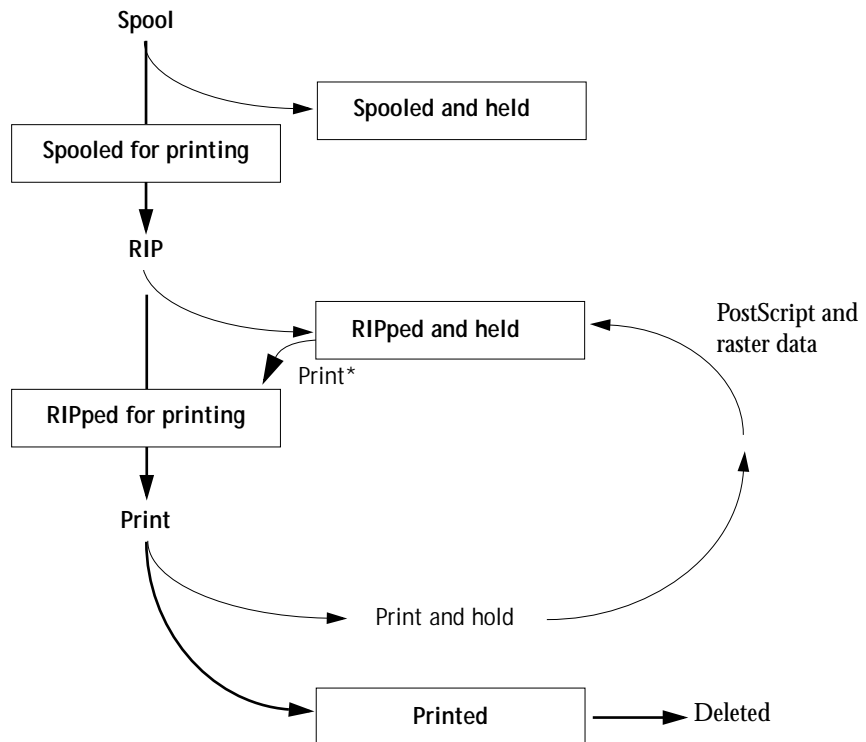 Spool
Spooled and held
Spooled for printing
RIP
RIPped and held
PostScript and
raster data
Print*
RIPped for printing
Print
Print and hold
Printed
Deleted